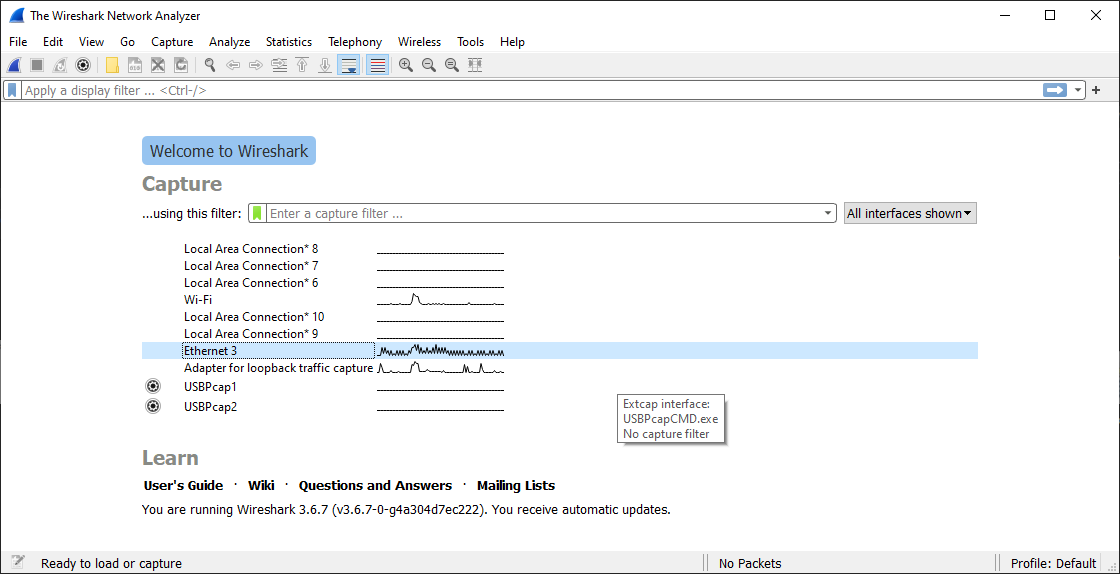 The Wireshark Network Analyzer
File Edit View Go Capture Analyze Statistics Telephony Wireless Tools Help
Apply a display filter ... <Ctrl-/>
Welcome to Wireshark
Capture
...using this filter: Enter a capture filter ... All interfaces shown
Local Area Connection* 8
Local Area Connection* 7
Local Area Connection* 6
Wi-Fi
Local Area Connection* 10
Local Area Connection* 9
Ethernet 3
Adapter for loopback traffic capture
USBPcap1
USBPcap2
Extcap interface:
USBPcapCMD.exe
No capture filter
Learn
User's Guide · Wiki · Questions and Answers · Mailing Lists
You are running Wireshark 3.6.7 (v3.6.7-0-g4a304d7ec222). You receive automatic updates.
Ready to load or capture No Packets Profile: Default